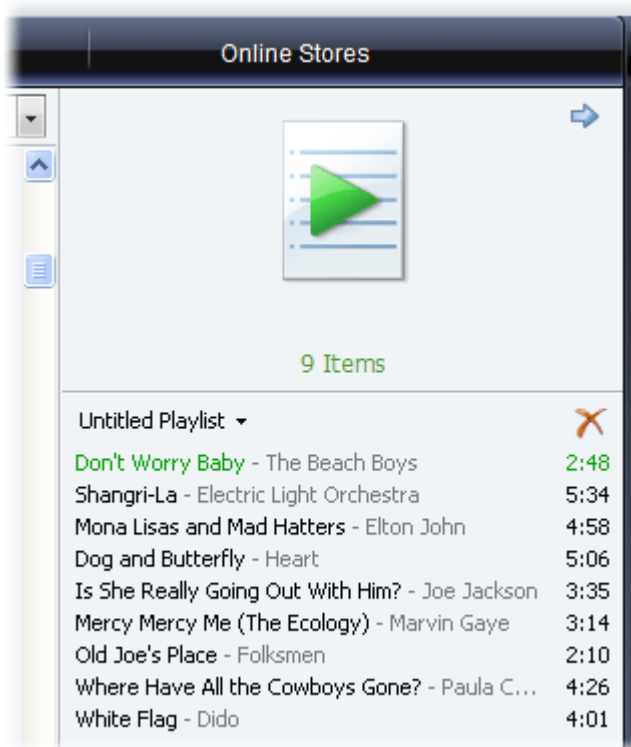 Online Stores
9 Items
Untitled Playlist
Don't Worry Baby - The Beach Boys 2:48
Shangri-La - Electric Light Orchestra 5:34
Mona Lisas and Mad Hatters - Elton John 4:58
Dog and Butterfly - Heart 5:06
Is She Really Going Out With Him? - Joe Jackson 3:35
Mercy Mercy Me (The Ecology) - Marvin Gaye 3:14
Old Joe's Place - Folksmen 2:10
Where Have All the Cowboys Gone? - Paula C... 4:26
White Flag - Dido 4:01